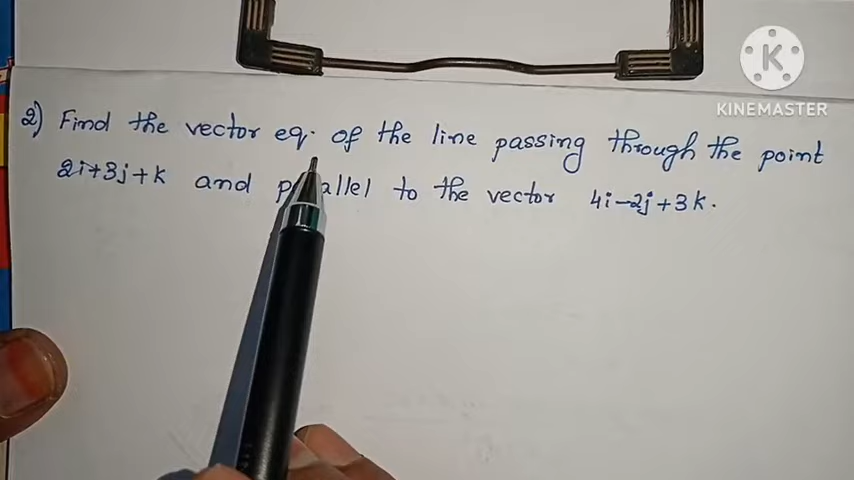 K
KINEMASTER
2) Find the vector eq. of the line passing through the point
2i+3j+k and parallel to the vector 4i-2j+3k.